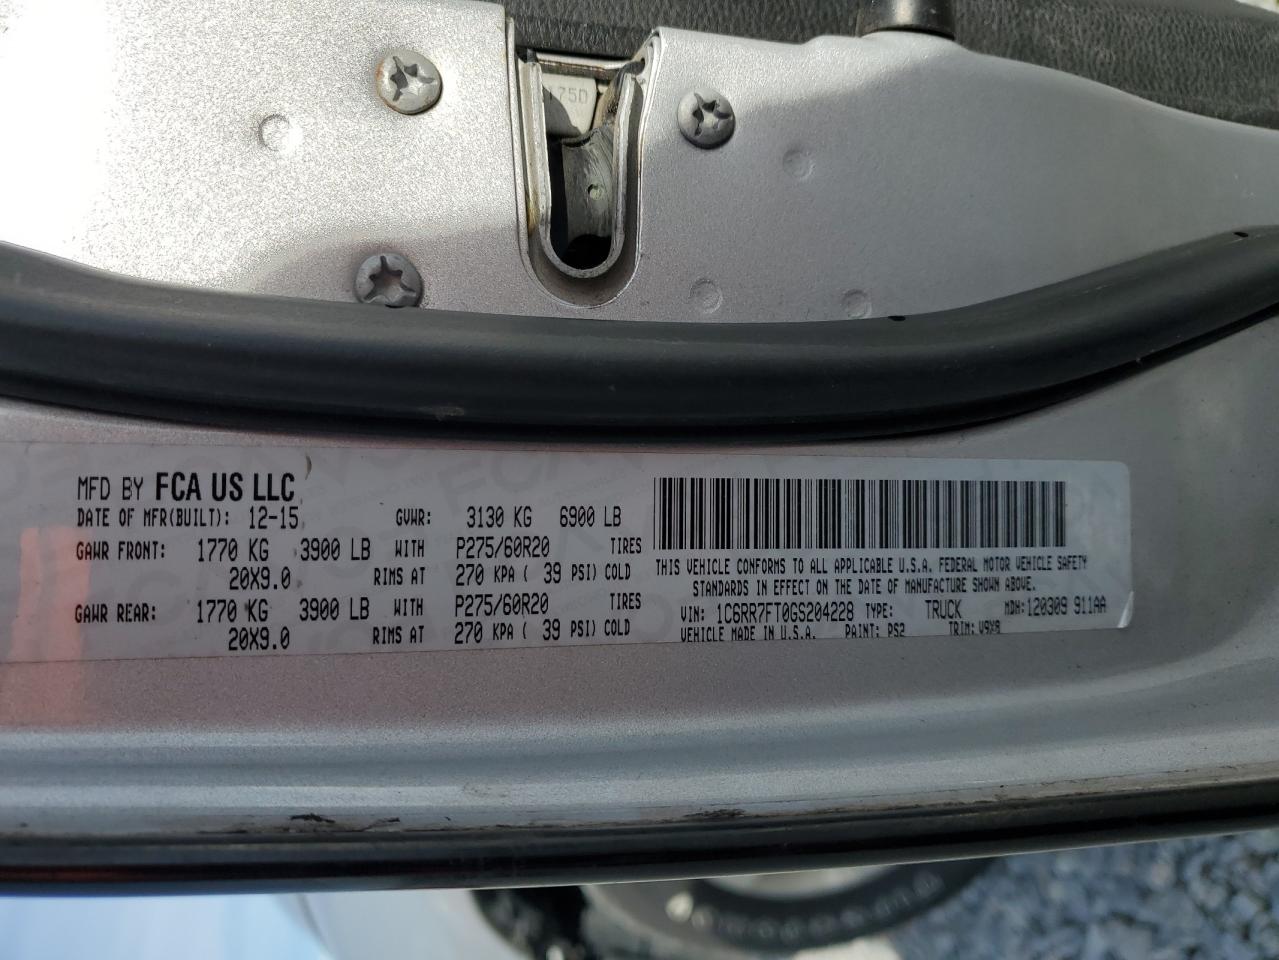 175D
MFD BY FCA US LLC
DATE OF MFR(BUILT): 12-15 GVWR: 3130 KG 6900 LB
GAWR FRONT: 1770 KG 3900 LB WITH P275/60R20 TIRES
20X9.0 RIMS AT 270 KPA ( 39 PSI) COLD
GAWR REAR: 1770 KG 3900 LB WITH P275/60R20 TIRES
20X9.0 RIMS AT 270 KPA ( 39 PSI) COLD
THIS VEHICLE CONFORMS TO ALL APPLICABLE U.S.A. FEDERAL MOTOR VEHICLE SAFETY
STANDARDS IN EFFECT ON THE DATE OF MANUFACTURE SHOWN ABOVE.
VIN: 1C6RR7FT0GS204228 TYPE: TRUCK MDH: 120309 911AA
VEHICLE MADE IN U.S.A. PAINT: PS2 TRIM: V9X8